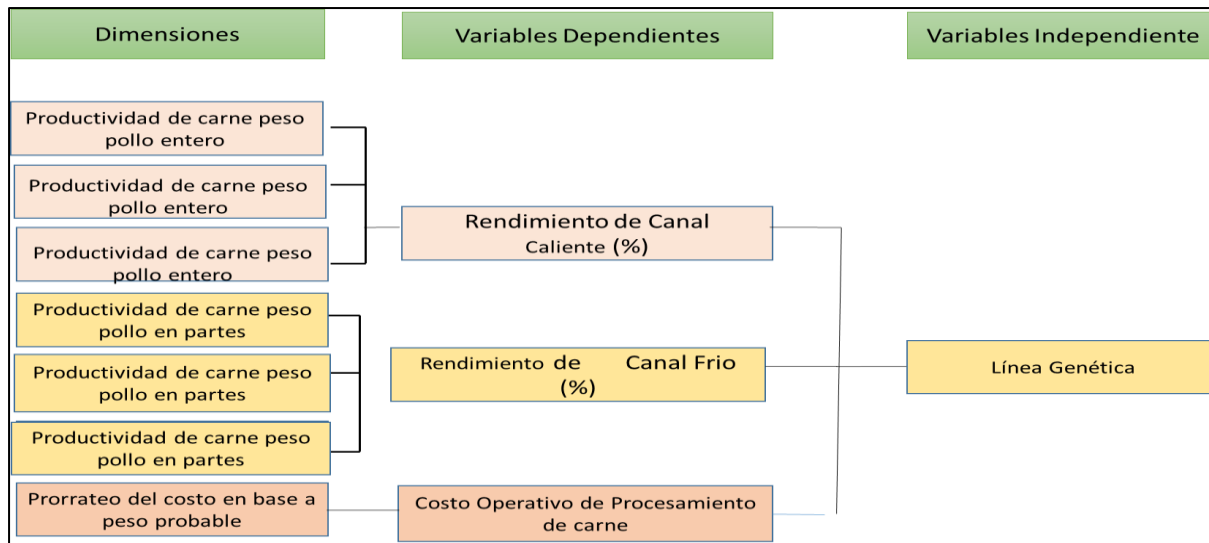 Dimensiones
Variables Dependientes
Variables Independiente
Productividad de carne peso
pollo entero
Productividad de carne peso
pollo entero
Productividad de carne peso
pollo entero
Productividad de carne peso
pollo en partes
Productividad de carne peso
pollo en partes
Productividad de carne peso
pollo en partes
Prorrateo del costo en base a
peso probable
Rendimiento de Canal
Caliente (%)
Rendimiento de Canal Frio
(%)
Costo Operativo de Procesamiento
de carne
Línea Genética